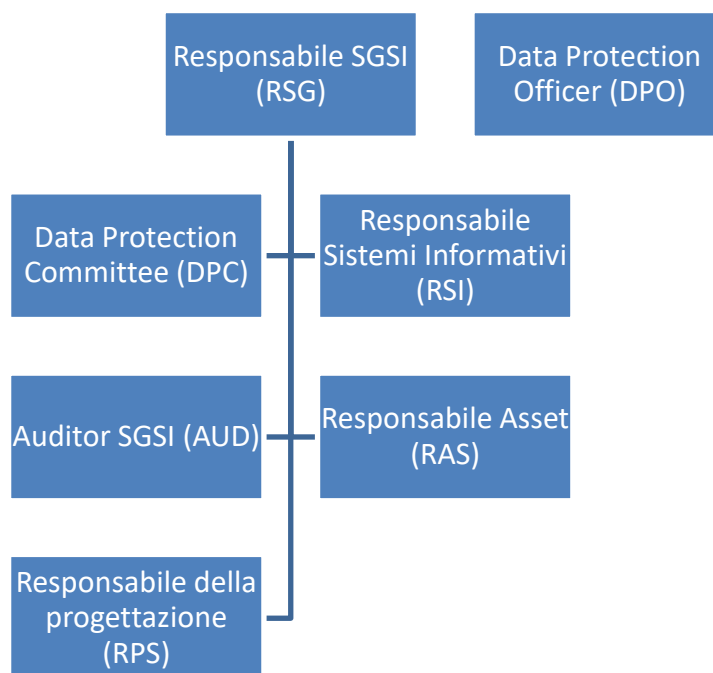 Responsabile SGSI
(RSG)
Data Protection
Officer (DPO)
Data Protection
Committee (DPC)
Responsabile
Sistemi Informativi
(RSI)
Auditor SGSI (AUD)
Responsabile Asset
(RAS)
Responsabile della
progettazione
(RPS)